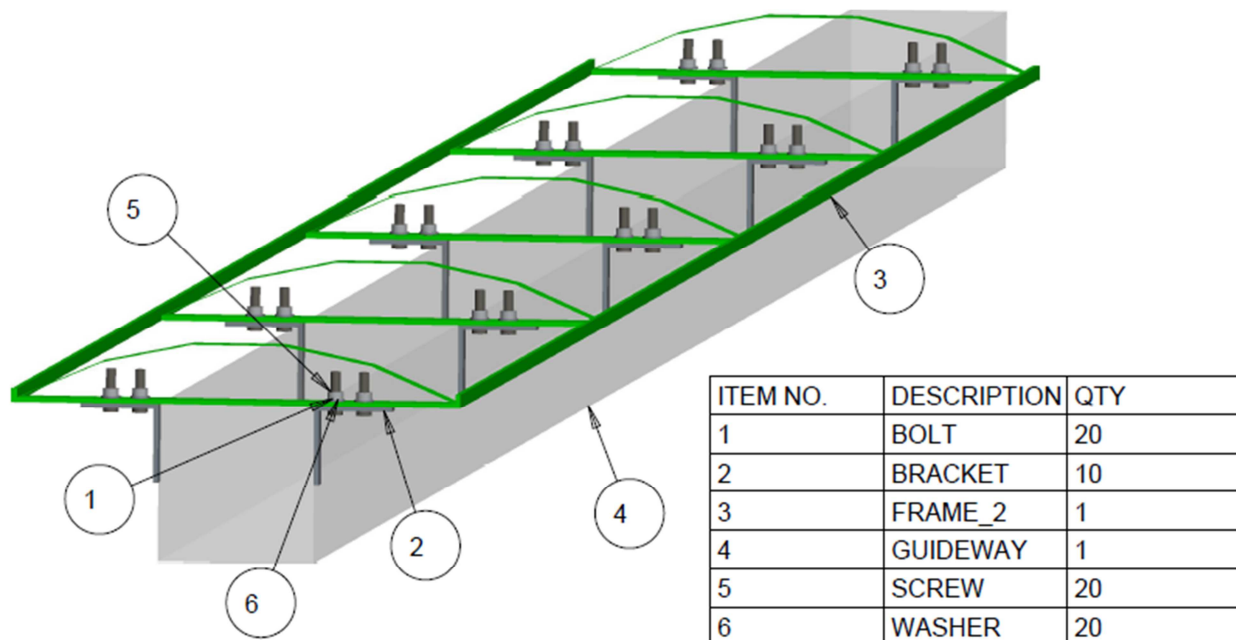 5
3
1
4
2
6
ITEM NO. DESCRIPTION QTY
1 BOLT 20
2 BRACKET 10
3 FRAME_2 1
4 GUIDEWAY 1
5 SCREW 20
6 WASHER 20